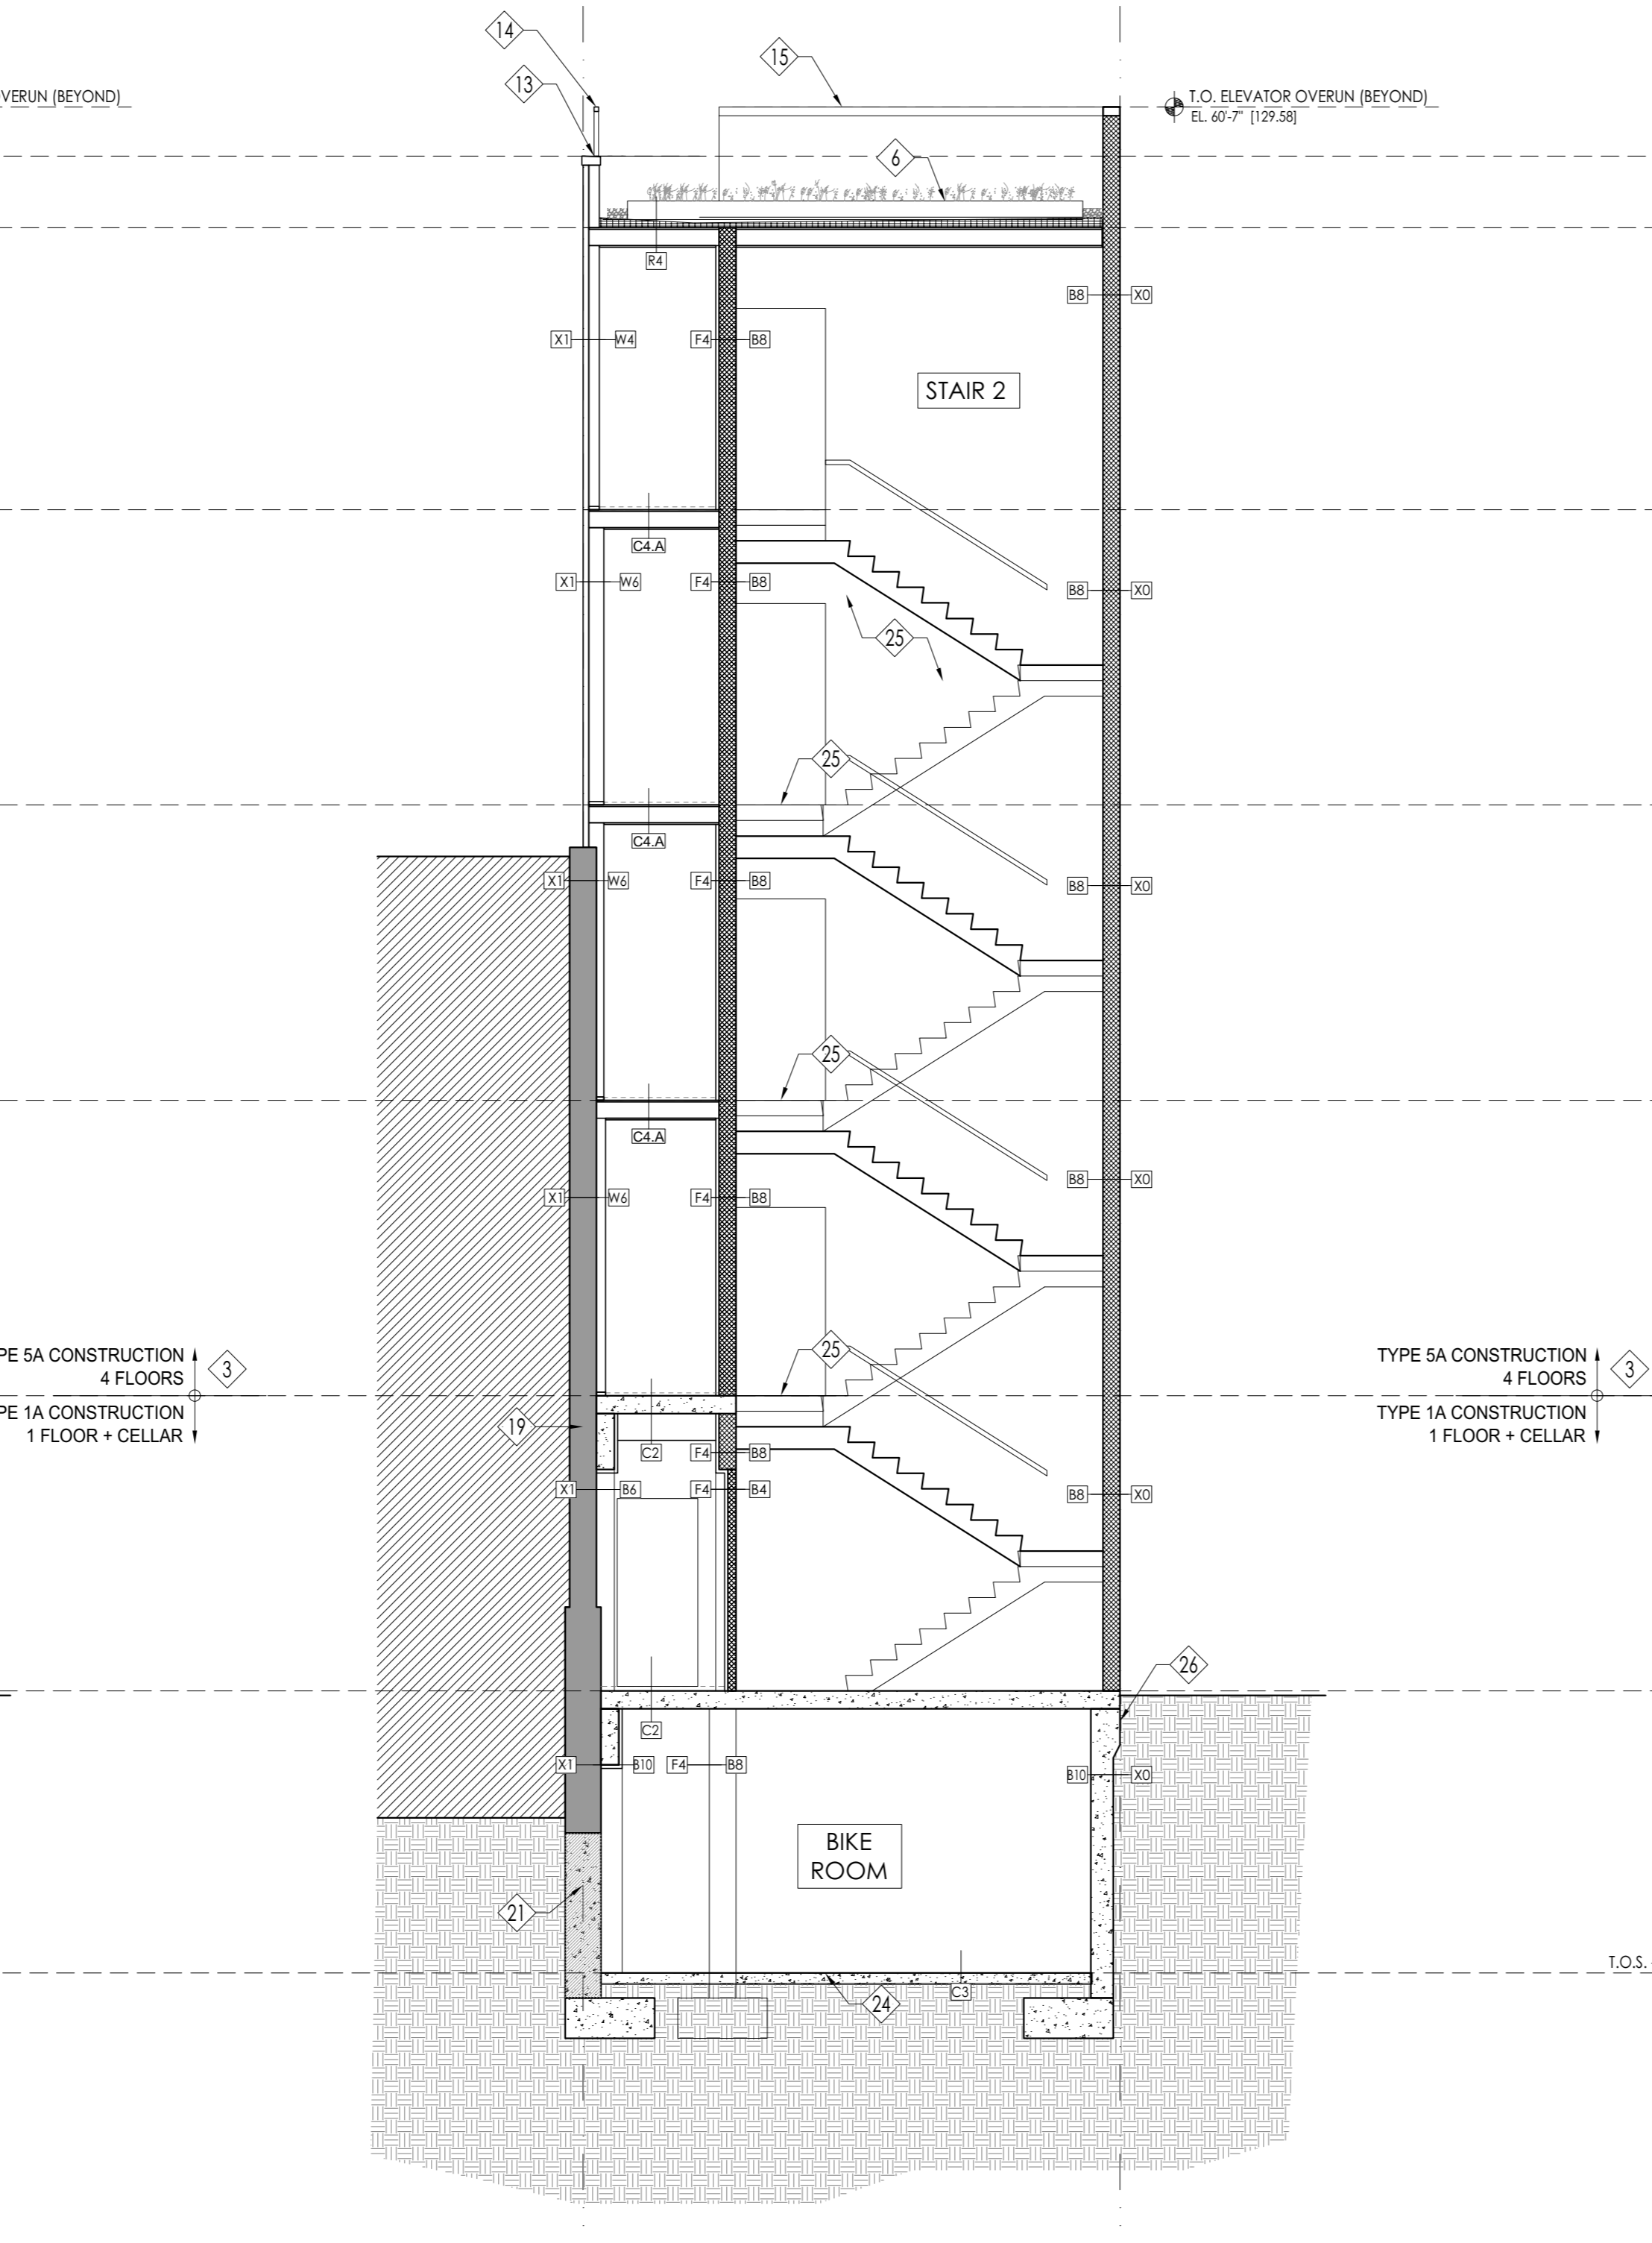 14
15
13
VERUN (BEYOND)
T.O. ELEVATOR OVERUN (BEYOND)
EL. 60'-7" [129.58]
6
R4
B8 X0
X1 W4 F4 B8
STAIR 2
C4.A
X1 W6 F4 B8 B8 X0
25
25
C4.A
X1 W6 F4 B8 B8 X0
25
C4.A
B8 X0
X1 W6 F4 B8
25
PE 5A CONSTRUCTION
4 FLOORS
3
PE 1A CONSTRUCTION
1 FLOOR + CELLAR
TYPE 5A CONSTRUCTION
4 FLOORS
3
TYPE 1A CONSTRUCTION
1 FLOOR + CELLAR
19
C2 F4 B8
X1 B6 F4 B4 B8 X0
26
C2
X1 B10 F4 B8 B10 X0
BIKE
ROOM
21
T.O.S.
C3
24